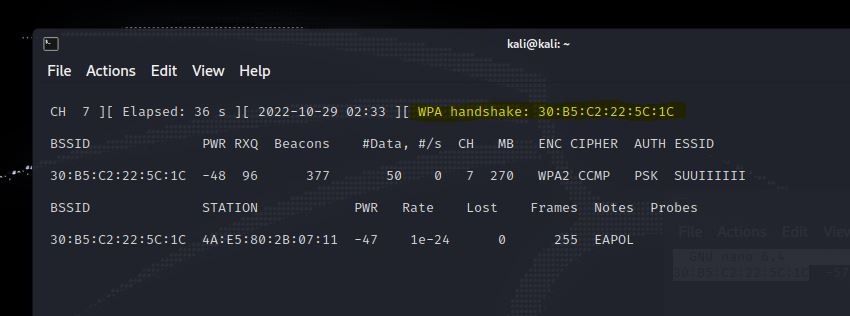 kali@kali: ~
File Actions Edit View Help
CH 7 ][ Elapsed: 36 s ][ 2022-10-29 02:33 ][ WPA handshake: 30:B5:C2:22:5C:1C
BSSID PWR RXQ Beacons #Data, #/s CH MB ENC CIPHER AUTH ESSID
30:B5:C2:22:5C:1C -48 96 377 50 0 7 270 WPA2 CCMP PSK SUUIIIIII
BSSID STATION PWR Rate Lost Frames Notes Probes
30:B5:C2:22:5C:1C 4A:E5:80:2B:07:11 -47 1e-24 0 255 EAPOL
File Actions Edit View
GNU nano 6.4
30:B5:C2:22:5C:1C -57